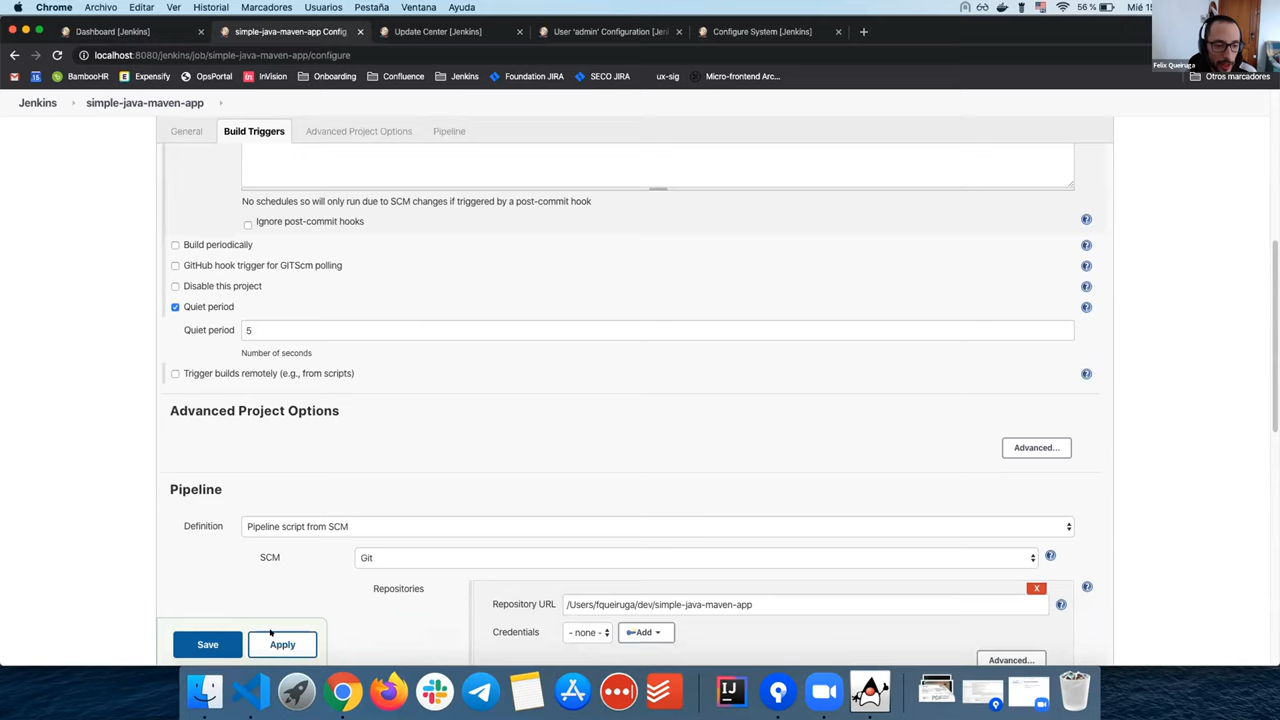 Chrome Archivo Editar Ver Historial Marcadores Usuarios Pestaña Ventana Ayuda 56 % Mié 15
Dashboard [Jenkins] simple-java-maven-app Config Update Center [Jenkins] User 'admin' Configuration [Jen Configure System [Jenkins]
localhost:8080/jenkins/job/simple-java-maven-app/configure
Felix Queiruga
BambooHR Expensify OpsPortal InVision Onboarding Confluence Jenkins Foundation JIRA SECO JIRA ux-sig Micro-frontend Arc... Otros marcadores
Jenkins simple-java-maven-app
General Build Triggers Advanced Project Options Pipeline
No schedules so will only run due to SCM changes if triggered by a post-commit hook
Ignore post-commit hooks
Build periodically
GitHub hook trigger for GITScm polling
Disable this project
Quiet period
Quiet period 5
Number of seconds
Trigger builds remotely (e.g., from scripts)
Advanced Project Options
Advanced...
Pipeline
Definition Pipeline script from SCM
SCM Git
Repositories X
Repository URL /Users/fqueiruga/dev/simple-java-maven-app
Credentials - none - Add
Save Apply Advanced...